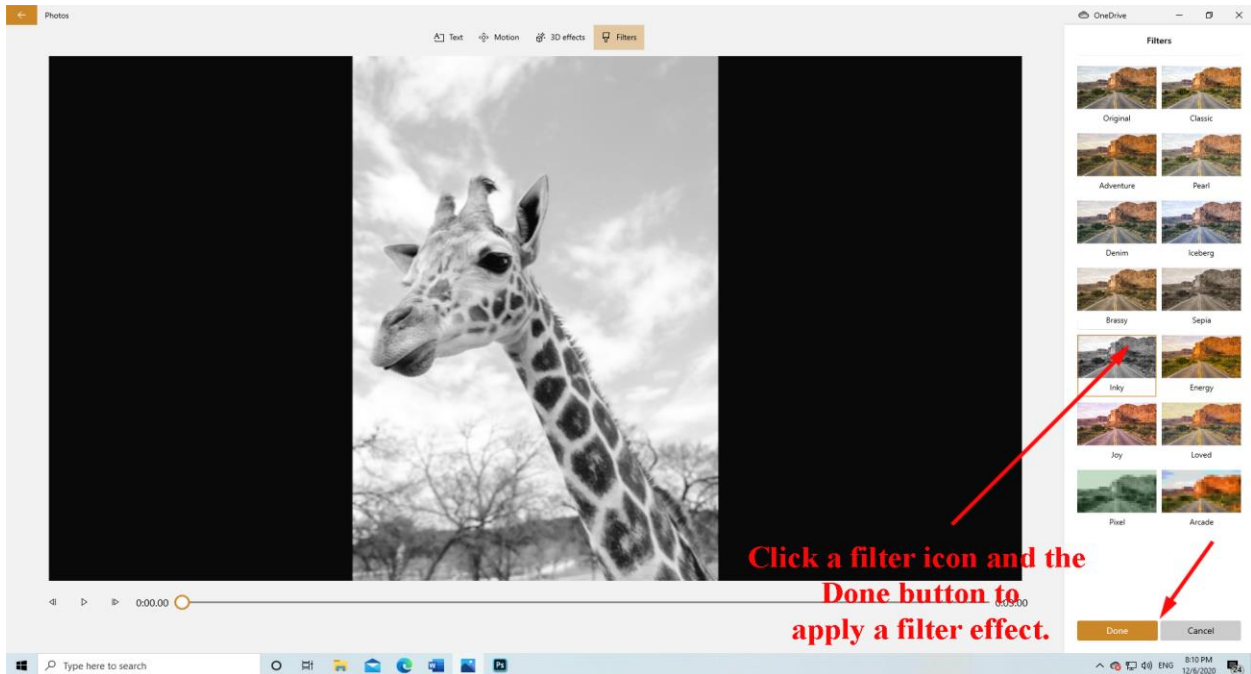 Photos
OneDrive
Text Motion 3D effects Filters
Filters
Original Classic
Adventure Pearl
Denim Iceberg
Brassy Sepia
Inky Energy
Joy Loved
Pixel Arcade
Click a filter icon and the
Done button to
apply a filter effect.
0:00.00
0:03.00
Done Cancel
Type here to search
ENG
8:10 PM
12/6/2020
24